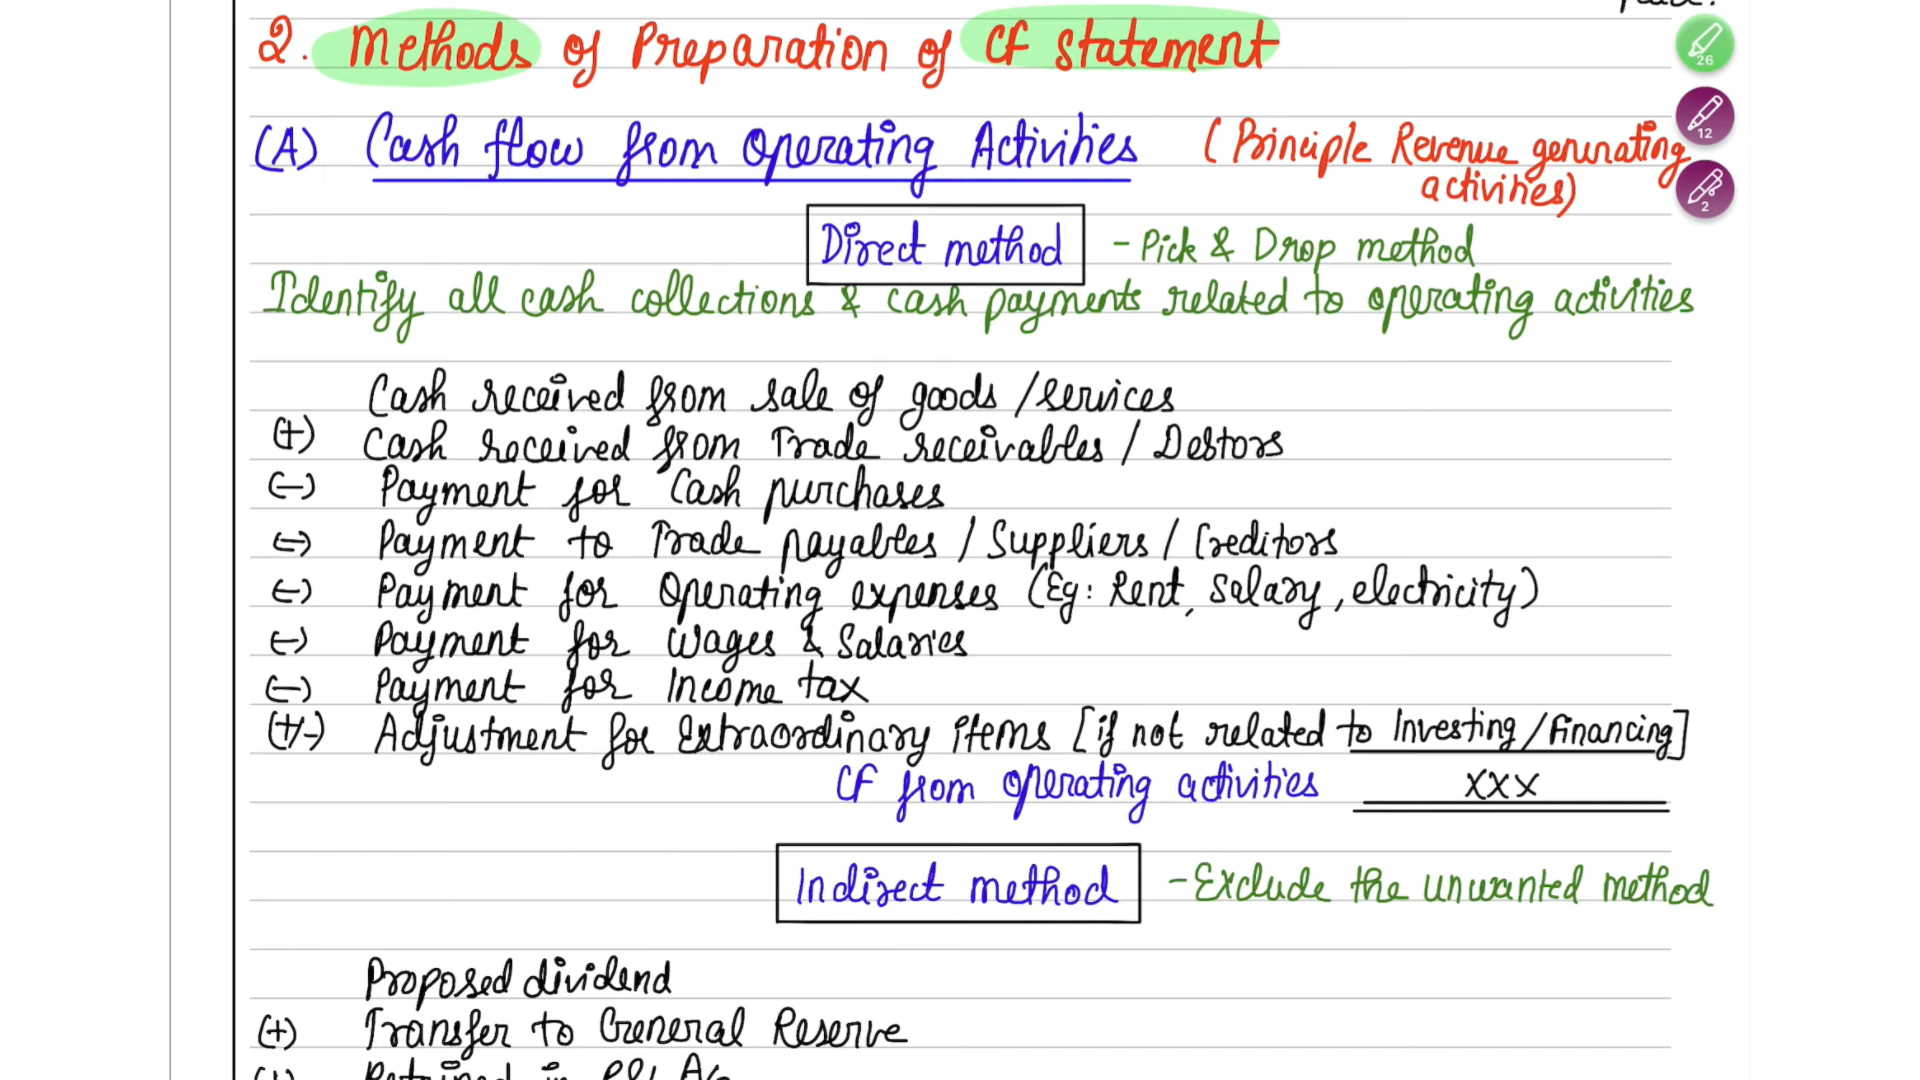 2. Methods of Preparation of CF Statement
(A) Cash flow from Operating Activities (Principle Revenue generating activities)
Direct method - Pick & Drop method
Identify all cash collections & cash payments related to operating activities
Cash received from sale of goods / services
(+) Cash received from Trade receivables / Debtors
(-) Payment for Cash purchases
(-) Payment to Trade payables / Suppliers / Creditors
(-) Payment for Operating expenses (Eg: Rent, Salary, electricity)
(-) Payment for Wages & Salaries
(-) Payment for Income tax
(+/-) Adjustment for Extraordinary items [if not related to Investing / Financing]
CF from operating activities xxx
Indirect method - Exclude the unwanted method
Proposed dividend
(+) Transfer to General Reserve
26
12
2